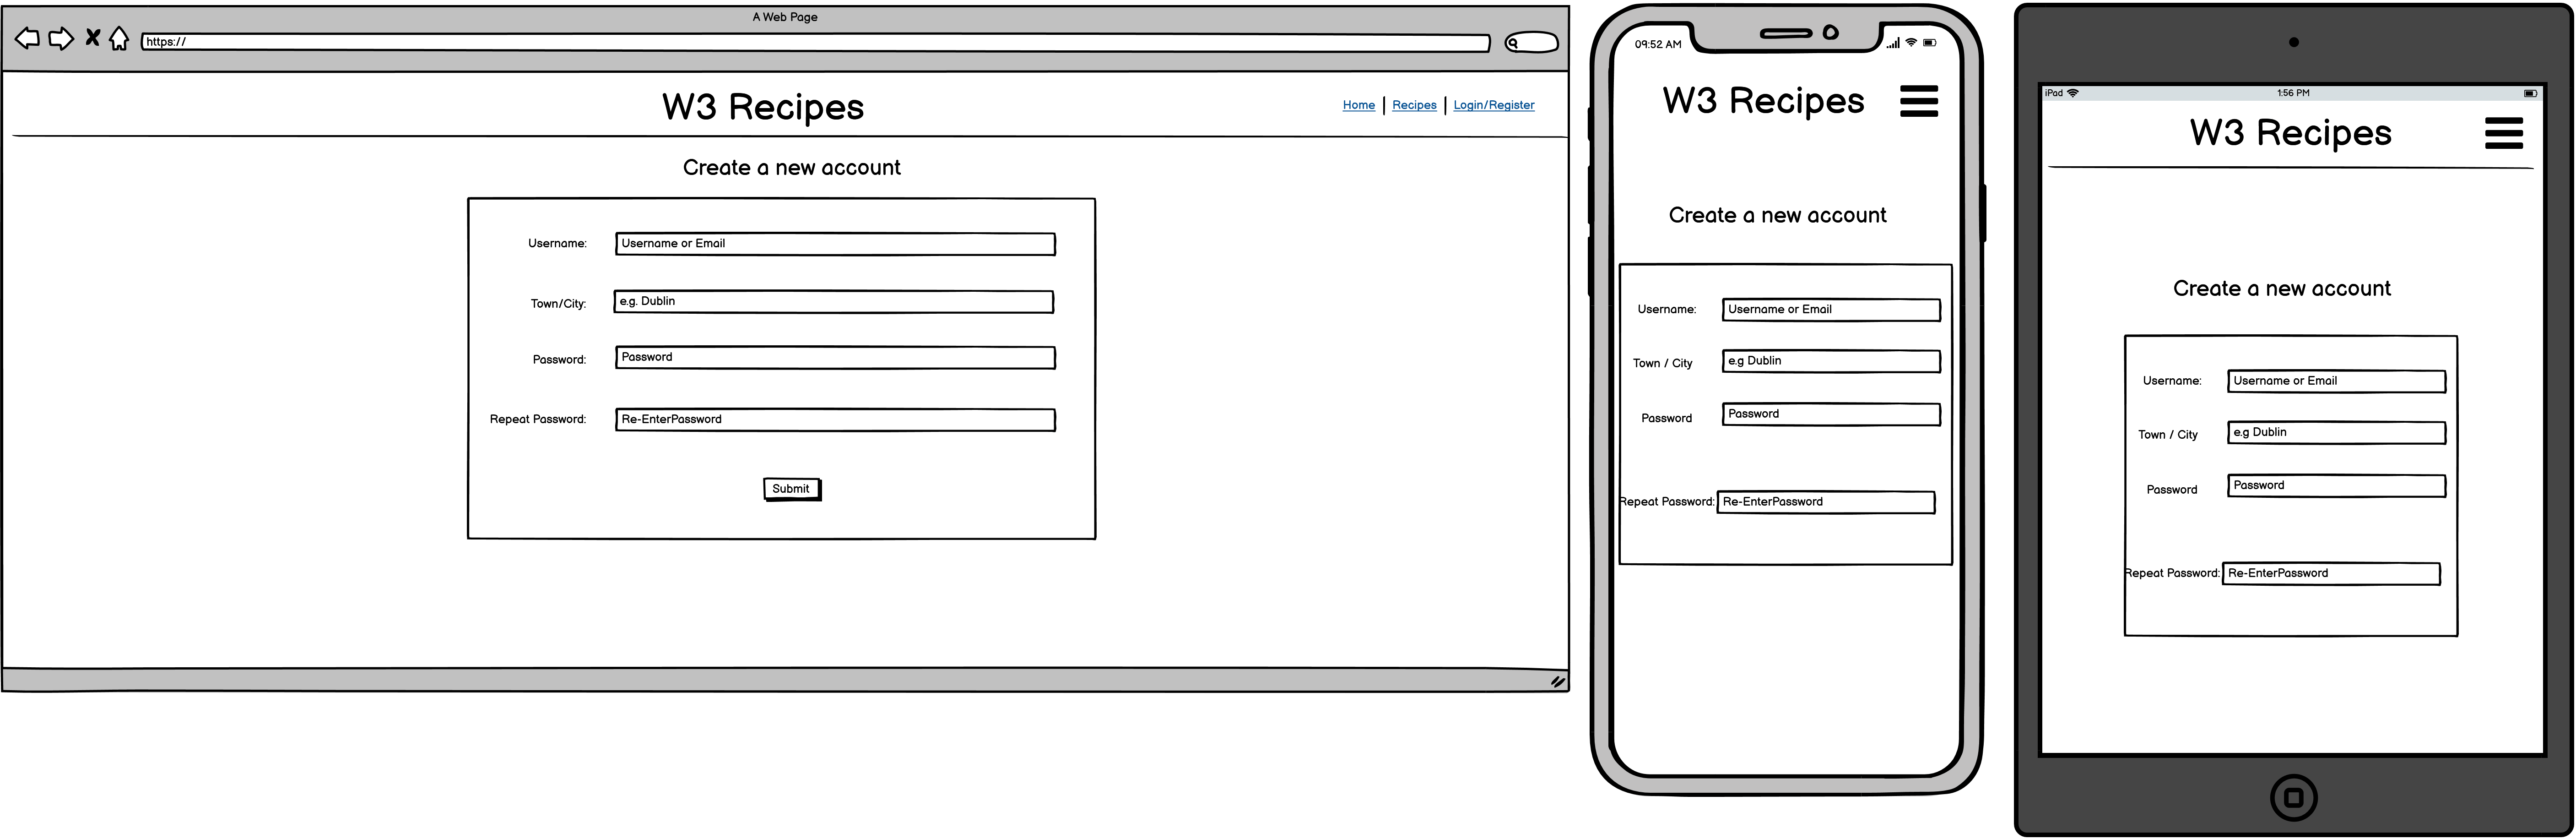 A Web Page
https://
W3 Recipes
Home | Recipes | Login/Register
Create a new account
Username: Username or Email
Town/City: e.g. Dublin
Password: Password
Repeat Password: Re-EnterPassword
Submit
09:52 AM
W3 Recipes
Create a new account
Username: Username or Email
Town / City e.g Dublin
Password Password
Repeat Password: Re-EnterPassword
iPad 1:56 PM
W3 Recipes
Create a new account
Username: Username or Email
Town / City e.g Dublin
Password Password
Repeat Password: Re-EnterPassword